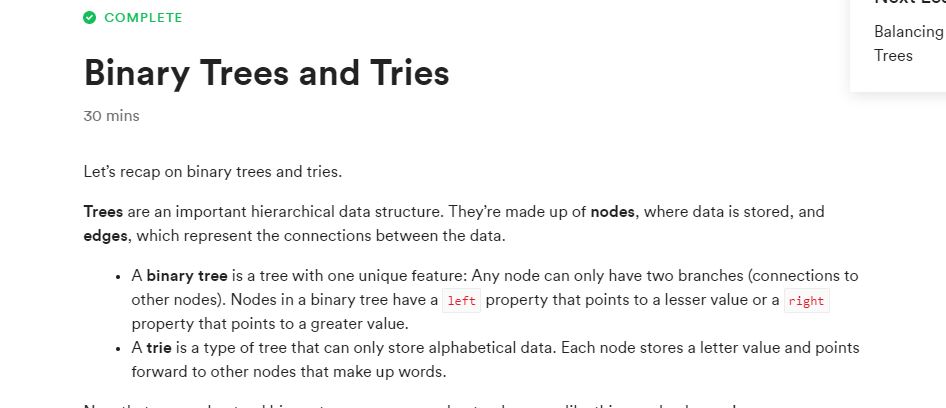 COMPLETE
Balancing
Trees
Binary Trees and Tries
30 mins
Let's recap on binary trees and tries.
Trees are an important hierarchical data structure. They're made up of nodes, where data is stored, and
edges, which represent the connections between the data.
• A binary tree is a tree with one unique feature: Any node can only have two branches (connections to
other nodes). Nodes in a binary tree have a left property that points to a lesser value or a right
property that points to a greater value.
• A trie is a type of tree that can only store alphabetical data. Each node stores a letter value and points
forward to other nodes that make up words.